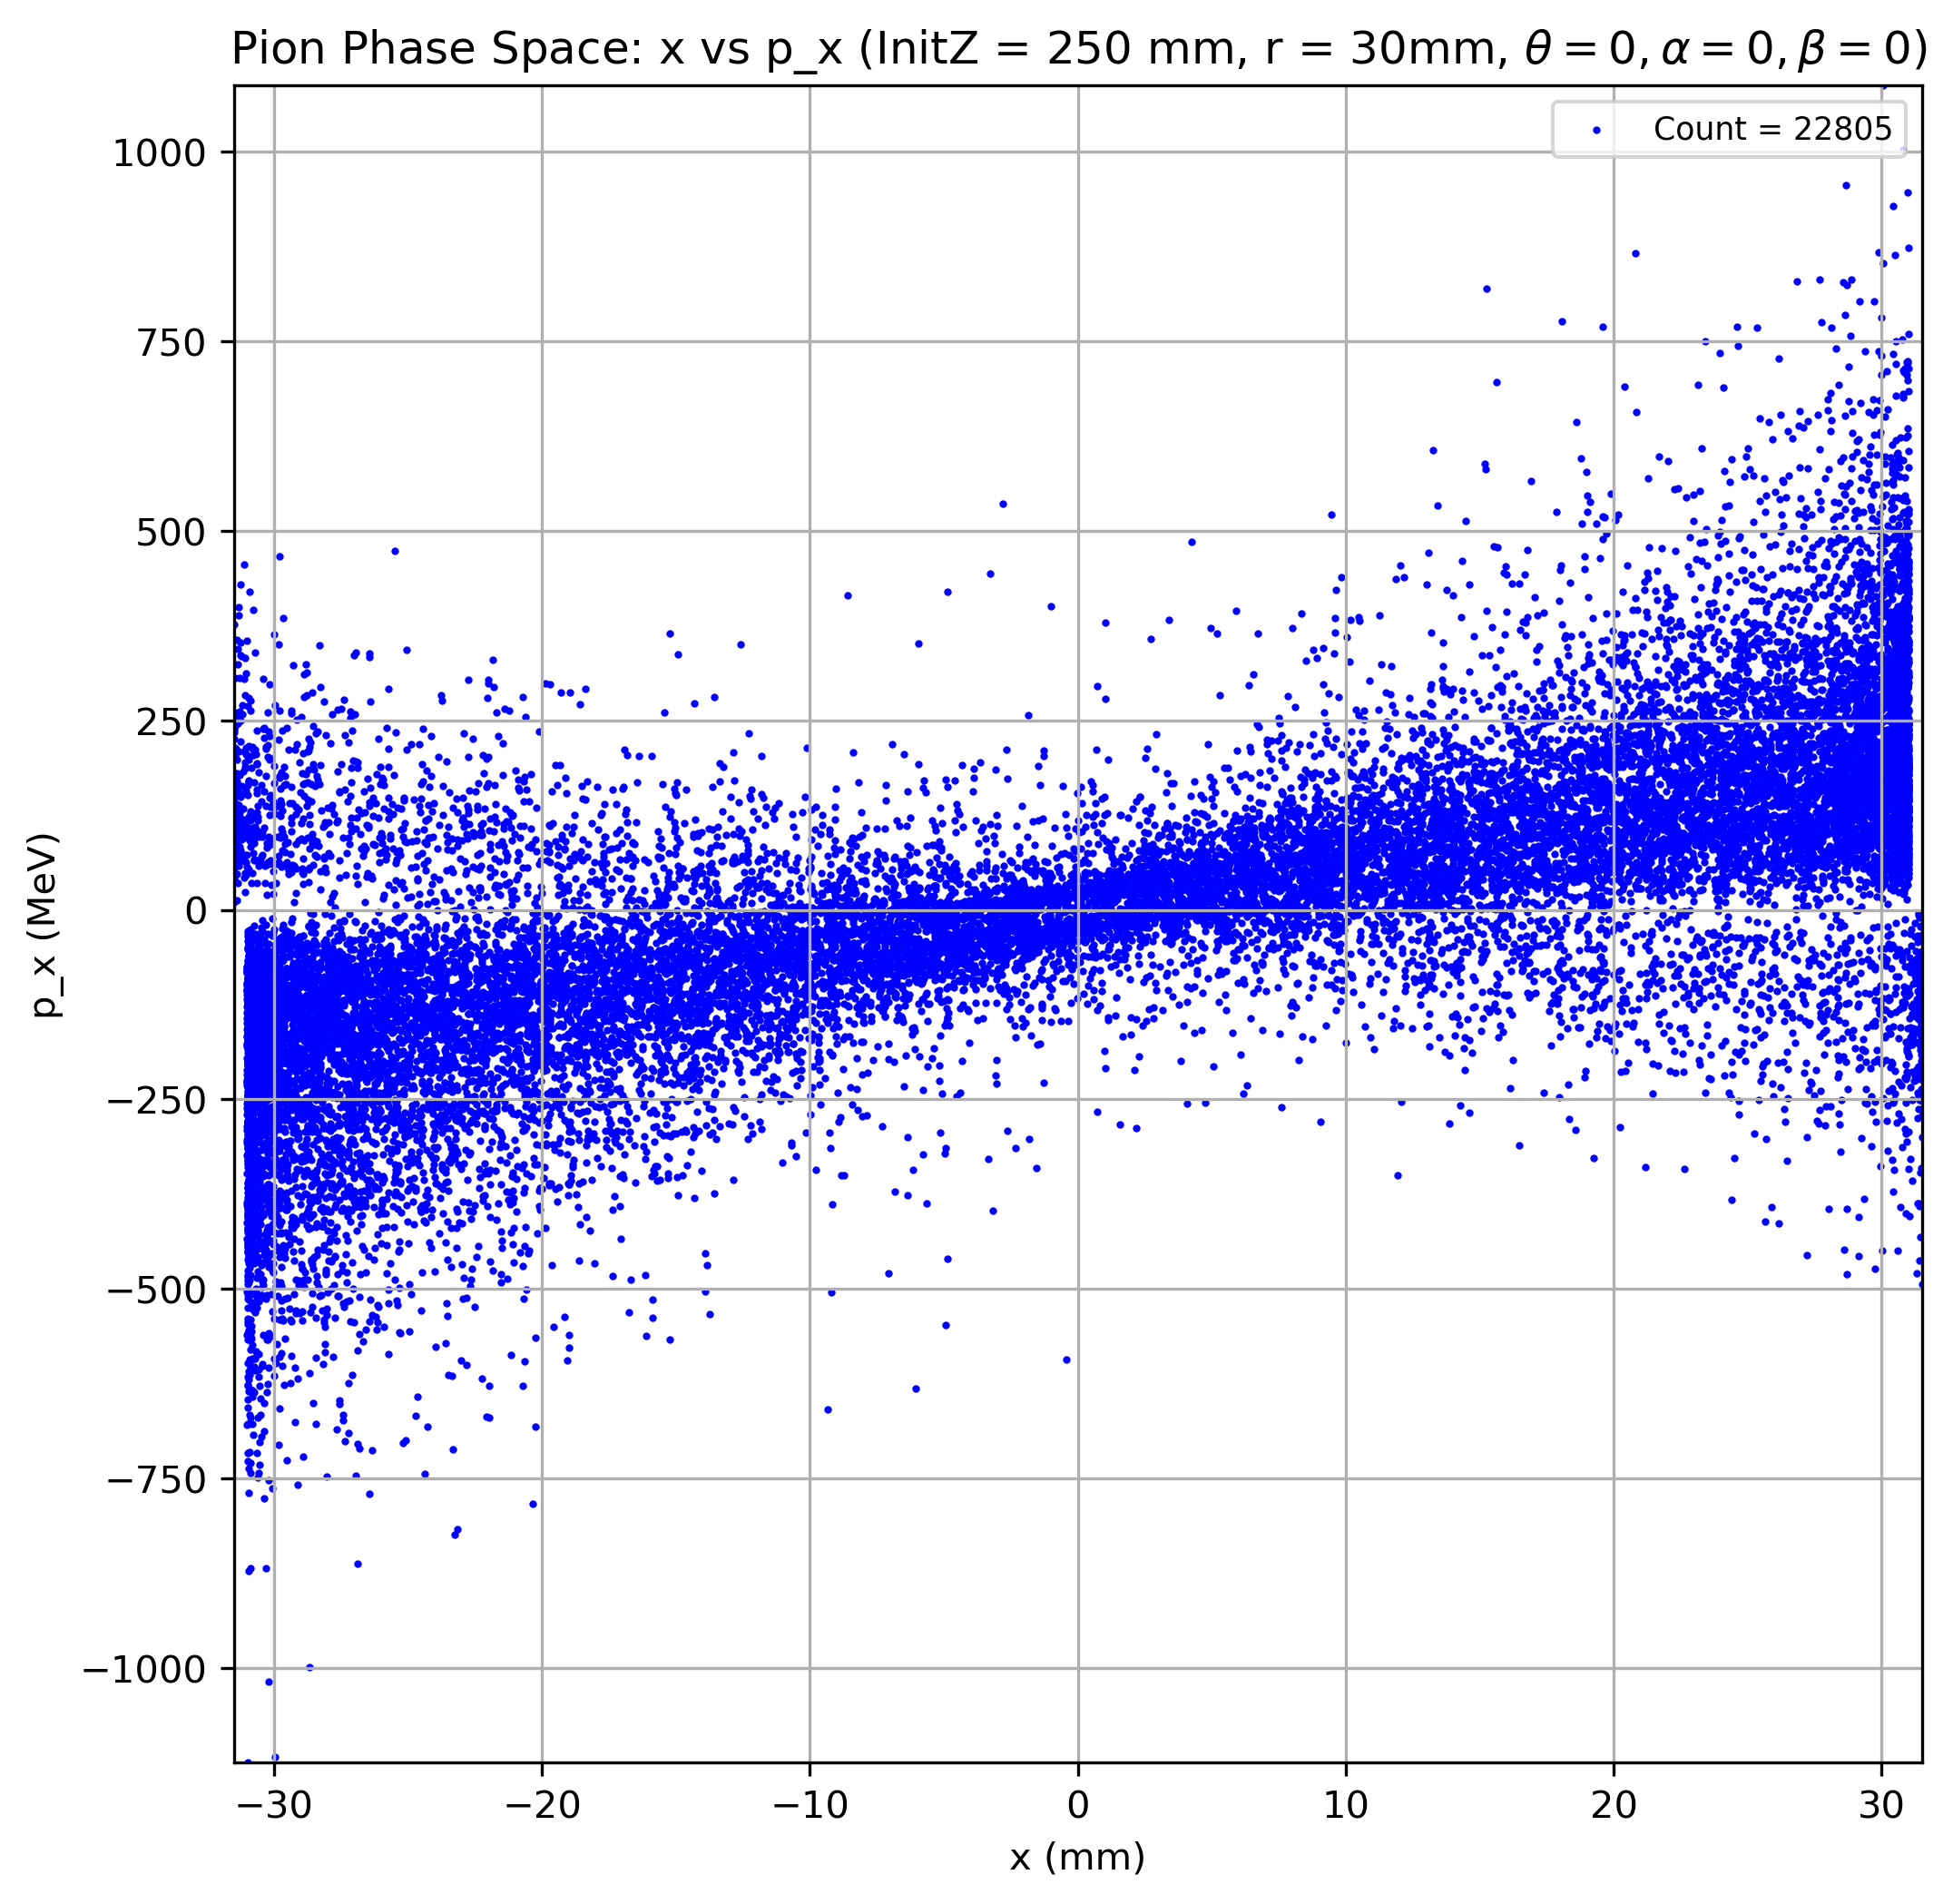 Pion Phase Space: x vs p_x (InitZ = 250 mm, r = 30mm, θ = 0, α = 0, β = 0)
Count = 22805
1000
750
500
250
0
−250
−500
−750
−1000
p_x (MeV)
−30 −20 −10 0 10 20 30
x (mm)